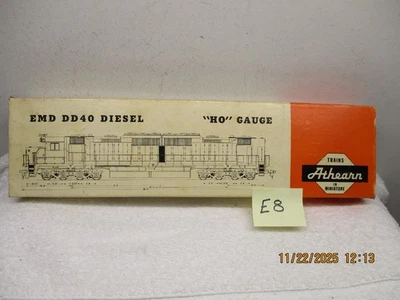 EMD DD40 DIESEL "HO" GAUGE
TRAINS
Athearn
IN
MINIATURE
E8
11/22/2025 12:13